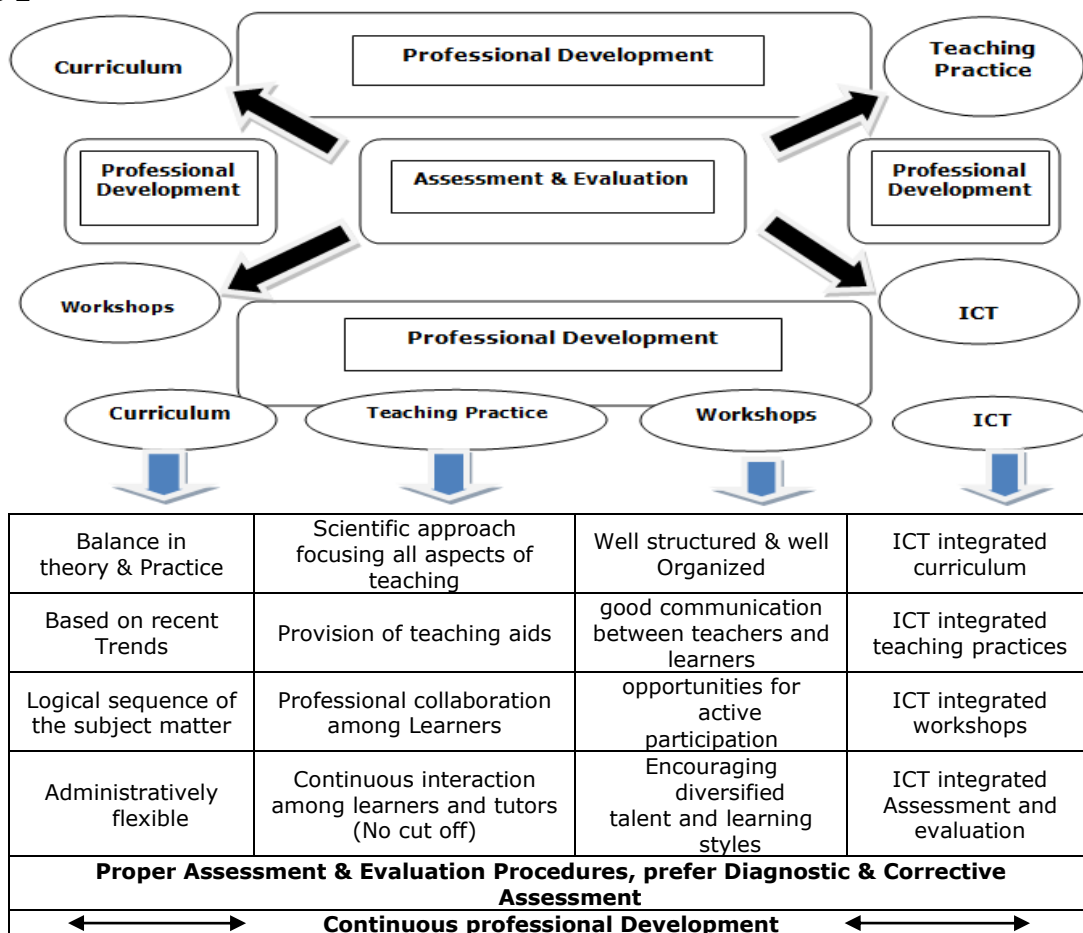 Curriculum
Professional Development
Teaching
Practice
Professional
Development
Assessment & Evaluation
Professional
Development
Workshops
ICT
Professional Development
Curriculum
Teaching Practice
Workshops
ICT
Balance in
theory & Practice
Scientific approach
focusing all aspects of
teaching
Well structured & well
Organized
ICT integrated
curriculum
Based on recent
Trends
Provision of teaching aids
good communication
between teachers and
learners
ICT integrated
teaching practices
Logical sequence of
the subject matter
Professional collaboration
among Learners
opportunities for
active
participation
ICT integrated
workshops
Administratively
flexible
Continuous interaction
among learners and tutors
(No cut off)
Encouraging
diversified
talent and learning
styles
ICT integrated
Assessment and
evaluation
Proper Assessment & Evaluation Procedures, prefer Diagnostic & Corrective
Assessment
Continuous professional Development